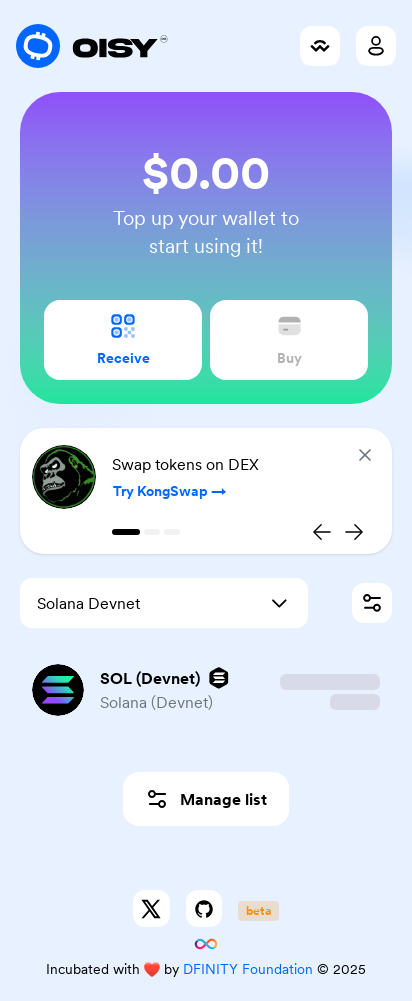 OISY
$0.00
Top up your wallet to
start using it!
Receive
Buy
Swap tokens on DEX
Try KongSwap →
Solana Devnet
SOL (Devnet)
Solana (Devnet)
Manage list
beta
Incubated with ❤️ by DFINITY Foundation © 2025